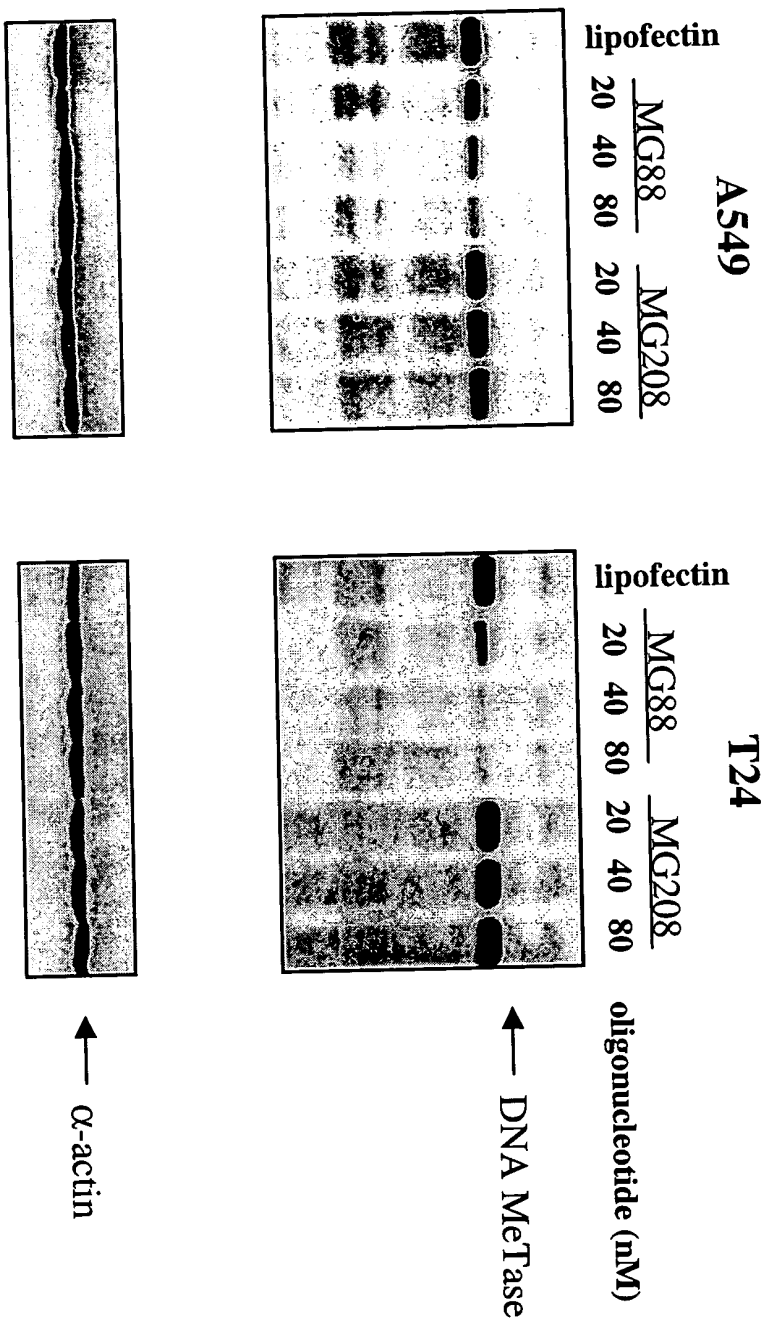 A549
T24
MG88
MG208
MG88
MG208
lipofectin
20
40
80
20
40
80
lipofectin
20
40
80
20
40
80
oligonucleotide (nM)
DNA MeTase
α-actin